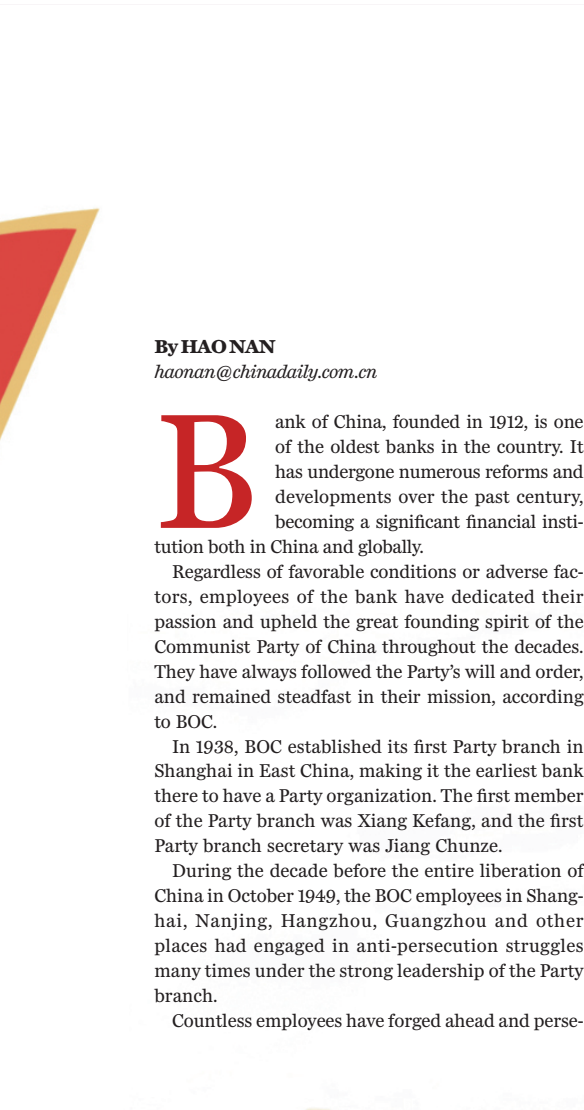 By HAO NAN
haonan@chinadaily.com.cn
Bank of China, founded in 1912, is one
of the oldest banks in the country. It
has undergone numerous reforms and
developments over the past century,
becoming a significant financial insti-
tution both in China and globally.
Regardless of favorable conditions or adverse fac-
tors, employees of the bank have dedicated their
passion and upheld the great founding spirit of the
Communist Party of China throughout the decades.
They have always followed the Party's will and order,
and remained steadfast in their mission, according
to BOC.
In 1938, BOC established its first Party branch in
Shanghai in East China, making it the earliest bank
there to have a Party organization. The first member
of the Party branch was Xiang Kefang, and the first
Party branch secretary was Jiang Chunze.
During the decade before the entire liberation of
China in October 1949, the BOC employees in Shang-
hai, Nanjing, Hangzhou, Guangzhou and other
places had engaged in anti-persecution struggles
many times under the strong leadership of the Party
branch.
Countless employees have forged ahead and perse-